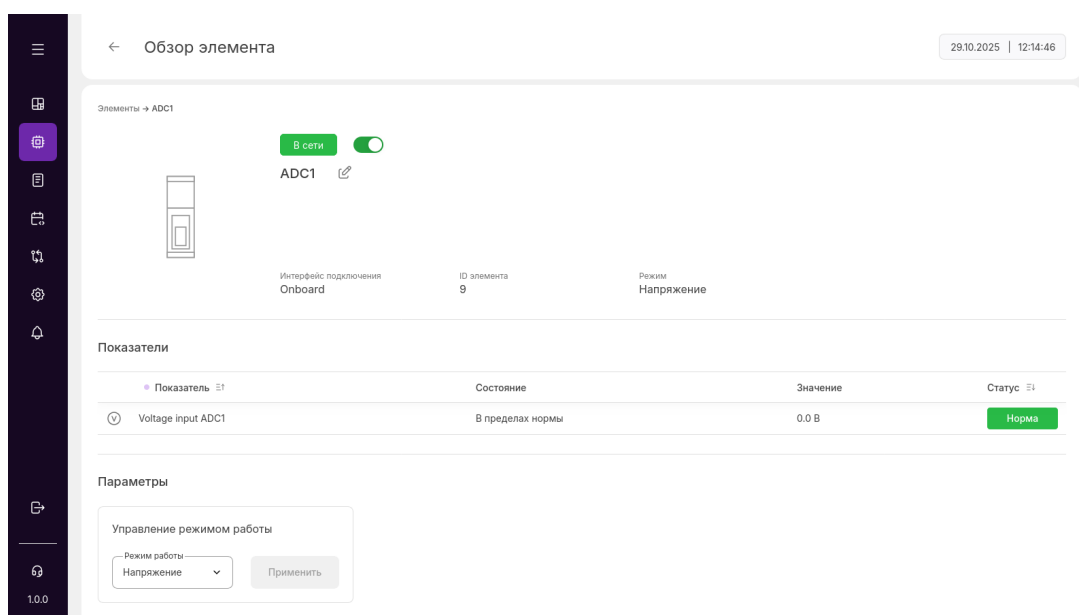 Обзор элемента
29.10.2025 | 12:14:46
Элементы → ADC1
В сети
ADC1
Интерфейс подключения ID элемента Режим
Onboard 9 Напряжение
Показатели
Показатель Состояние Значение Статус
V Voltage input ADC1 В пределах нормы 0.0 В Норма
Параметры
Управление режимом работы
Режим работы
Напряжение Применить
1.0.0